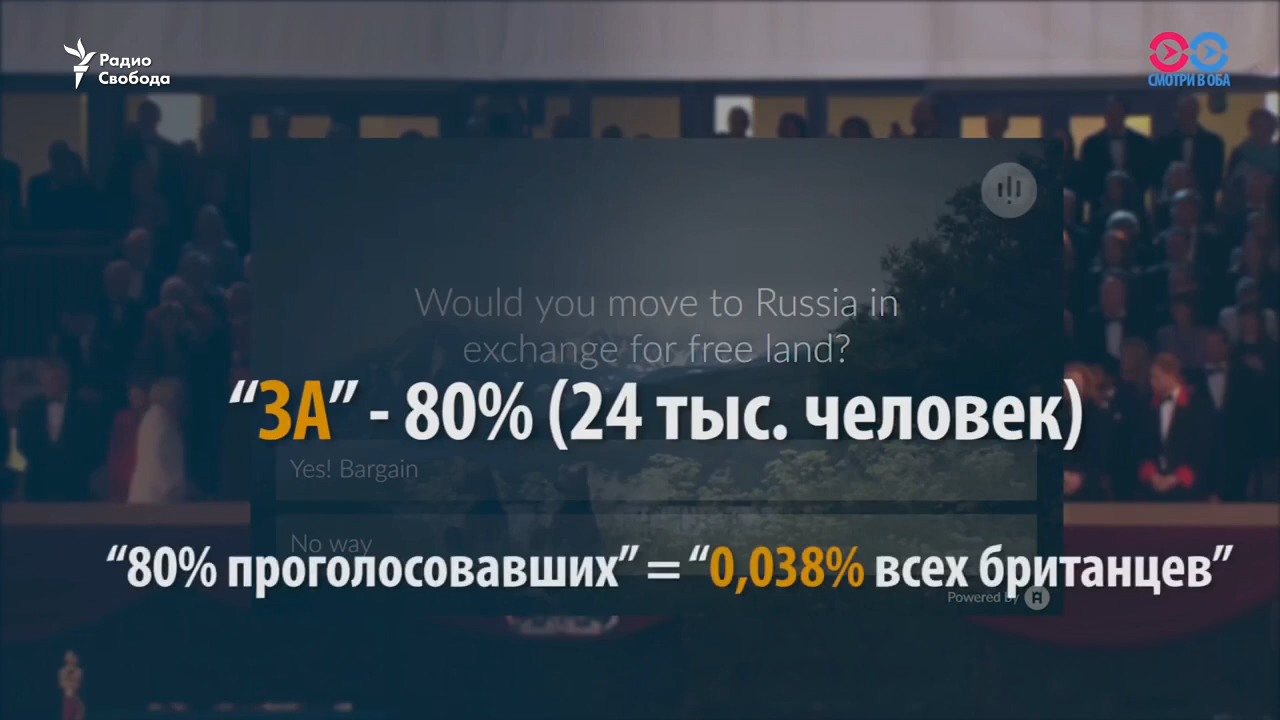 Радио
Свобода
СМОТРИ В ОБА
Would you move to Russia in
exchange for free land?
“ЗА” - 80% (24 тыс. человек)
Yes! Bargain
No way
“80% проголосовавших” = “0,038% всех британцев”
Powered by